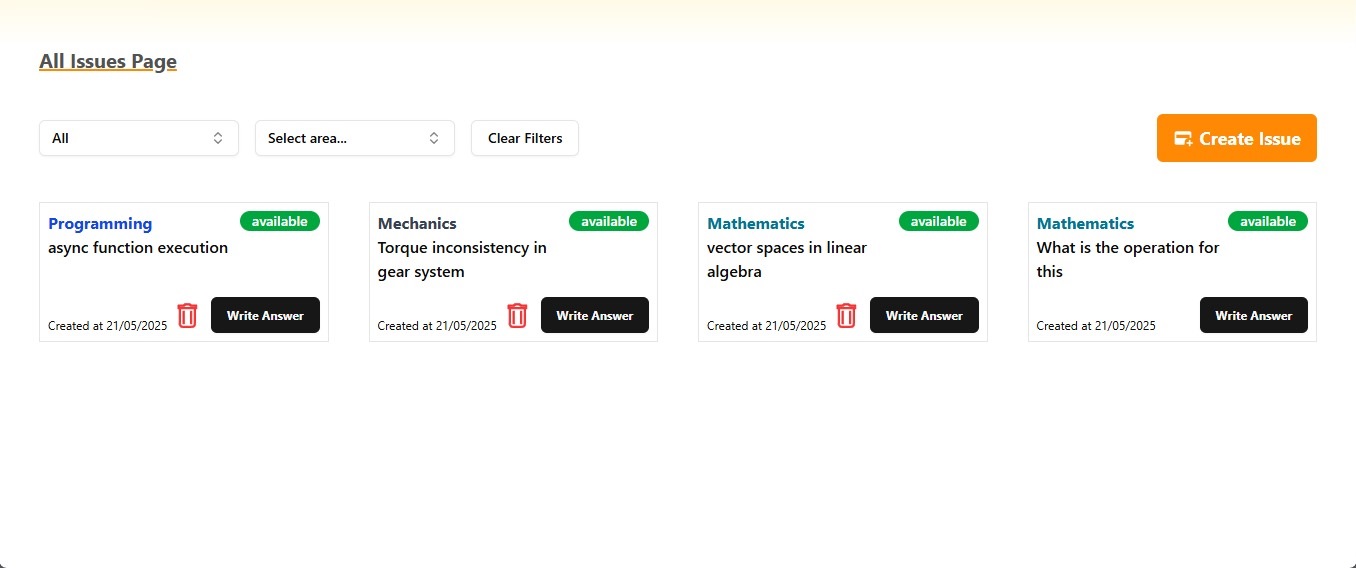 All Issues Page
All
Select area...
Clear Filters
Create Issue
Programming
available
async function execution
Created at 21/05/2025
Write Answer
Mechanics
available
Torque inconsistency in
gear system
Created at 21/05/2025
Write Answer
Mathematics
available
vector spaces in linear
algebra
Created at 21/05/2025
Write Answer
Mathematics
available
What is the operation for
this
Created at 21/05/2025
Write Answer